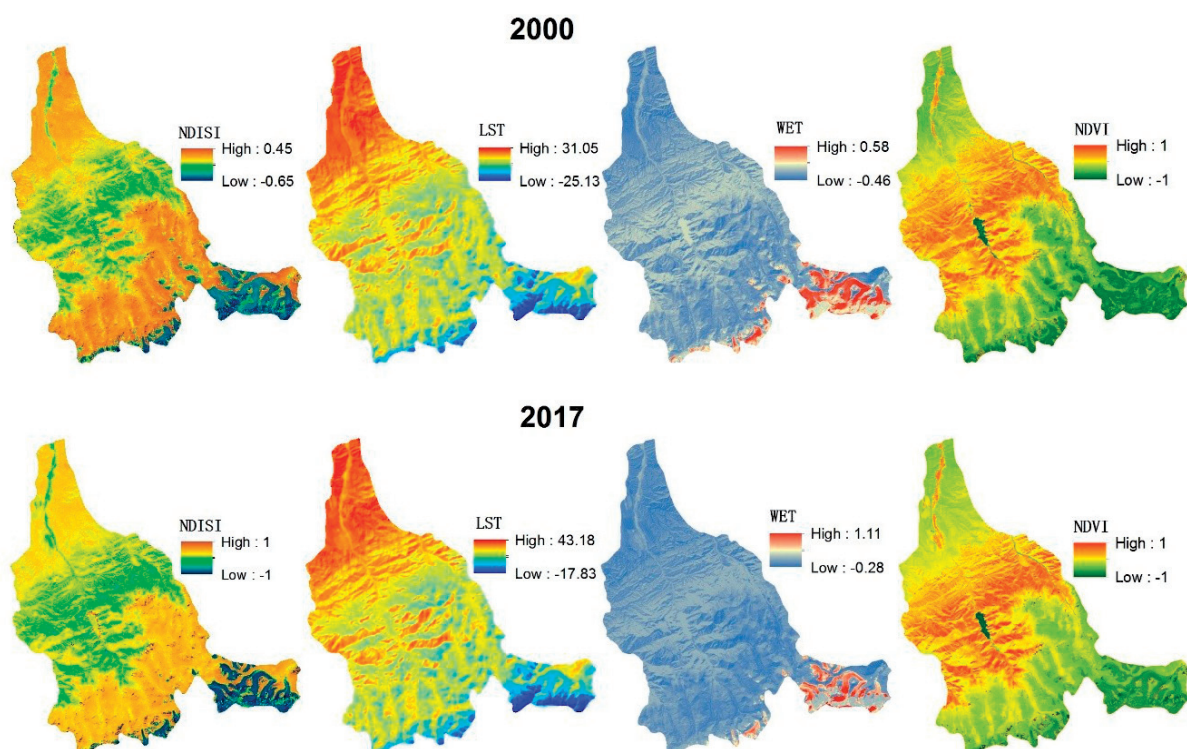 2000
NDISI
High : 0.45
Low : -0.65
LST
High : 31.05
Low : -25.13
WET
High : 0.58
Low : -0.46
NDVI
High : 1
Low : -1
2017
NDISI
High : 1
Low : -1
LST
High : 43.18
Low : -17.83
WET
High : 1.11
Low : -0.28
NDVI
High : 1
Low : -1